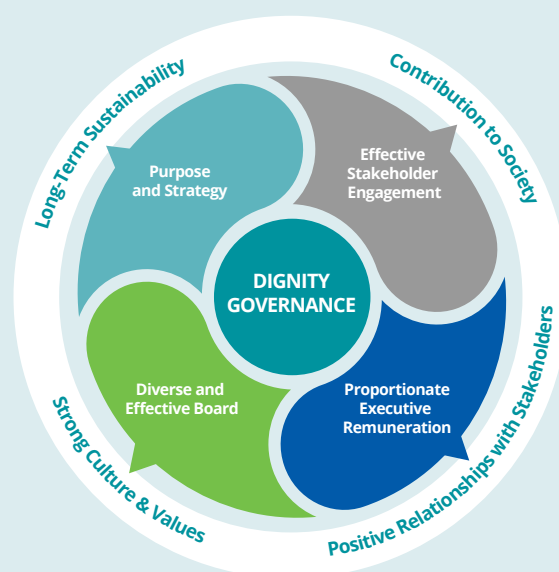 Long-Term Sustainability
Contribution to Society
Purpose
and Strategy
Effective
Stakeholder
Engagement
DIGNITY
GOVERNANCE
Diverse and
Effective Board
Proportionate
Executive
Remuneration
Strong Culture & Values
Positive Relationships with Stakeholders